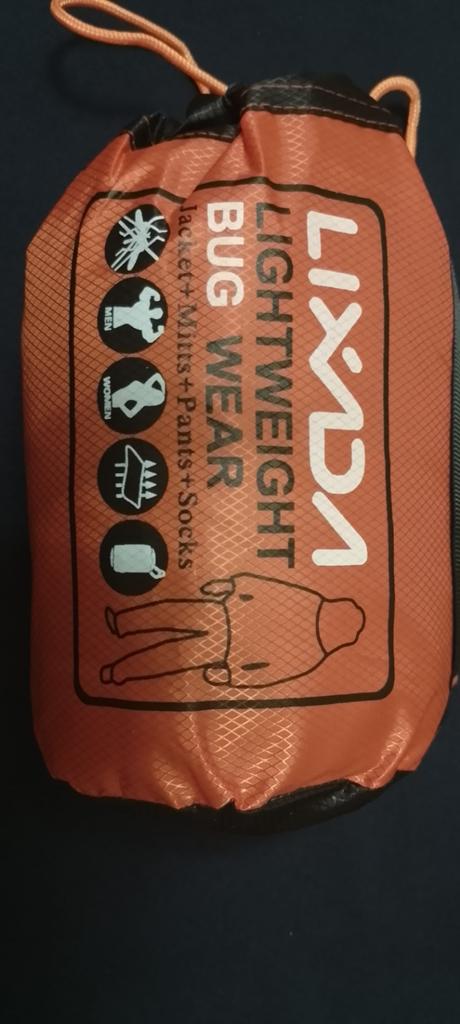 LIXADA
LIGHTWEIGHT
BUG WEAR
Jacket+Mitts+Pants+Socks
MEN
WOMEN